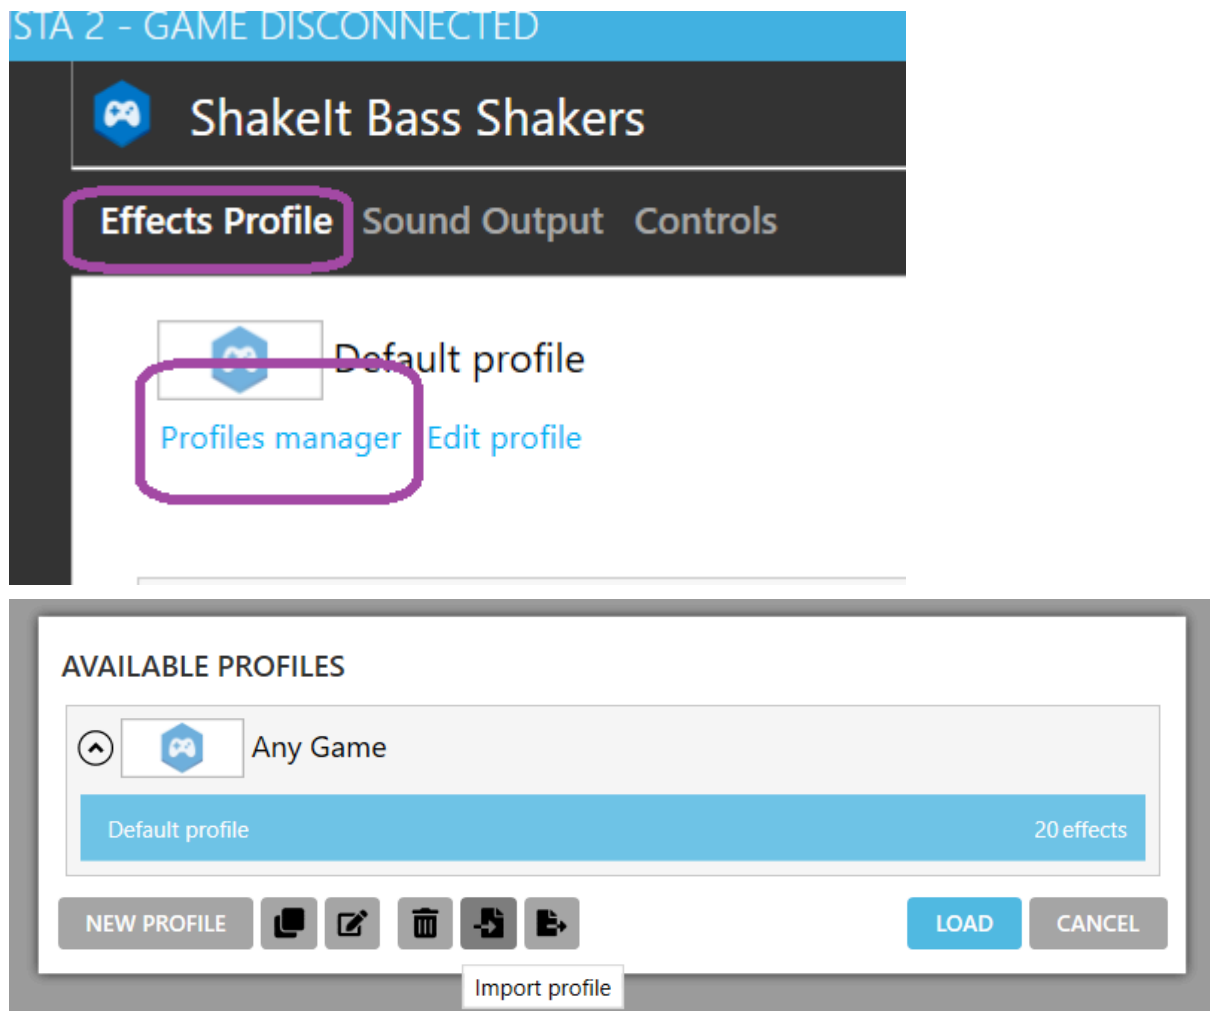 STA 2 - GAME DISCONNECTED
ShakeIt Bass Shakers
Effects Profile Sound Output Controls
Default profile
Profiles manager Edit profile
AVAILABLE PROFILES
Any Game
Default profile 20 effects
NEW PROFILE LOAD CANCEL
Import profile